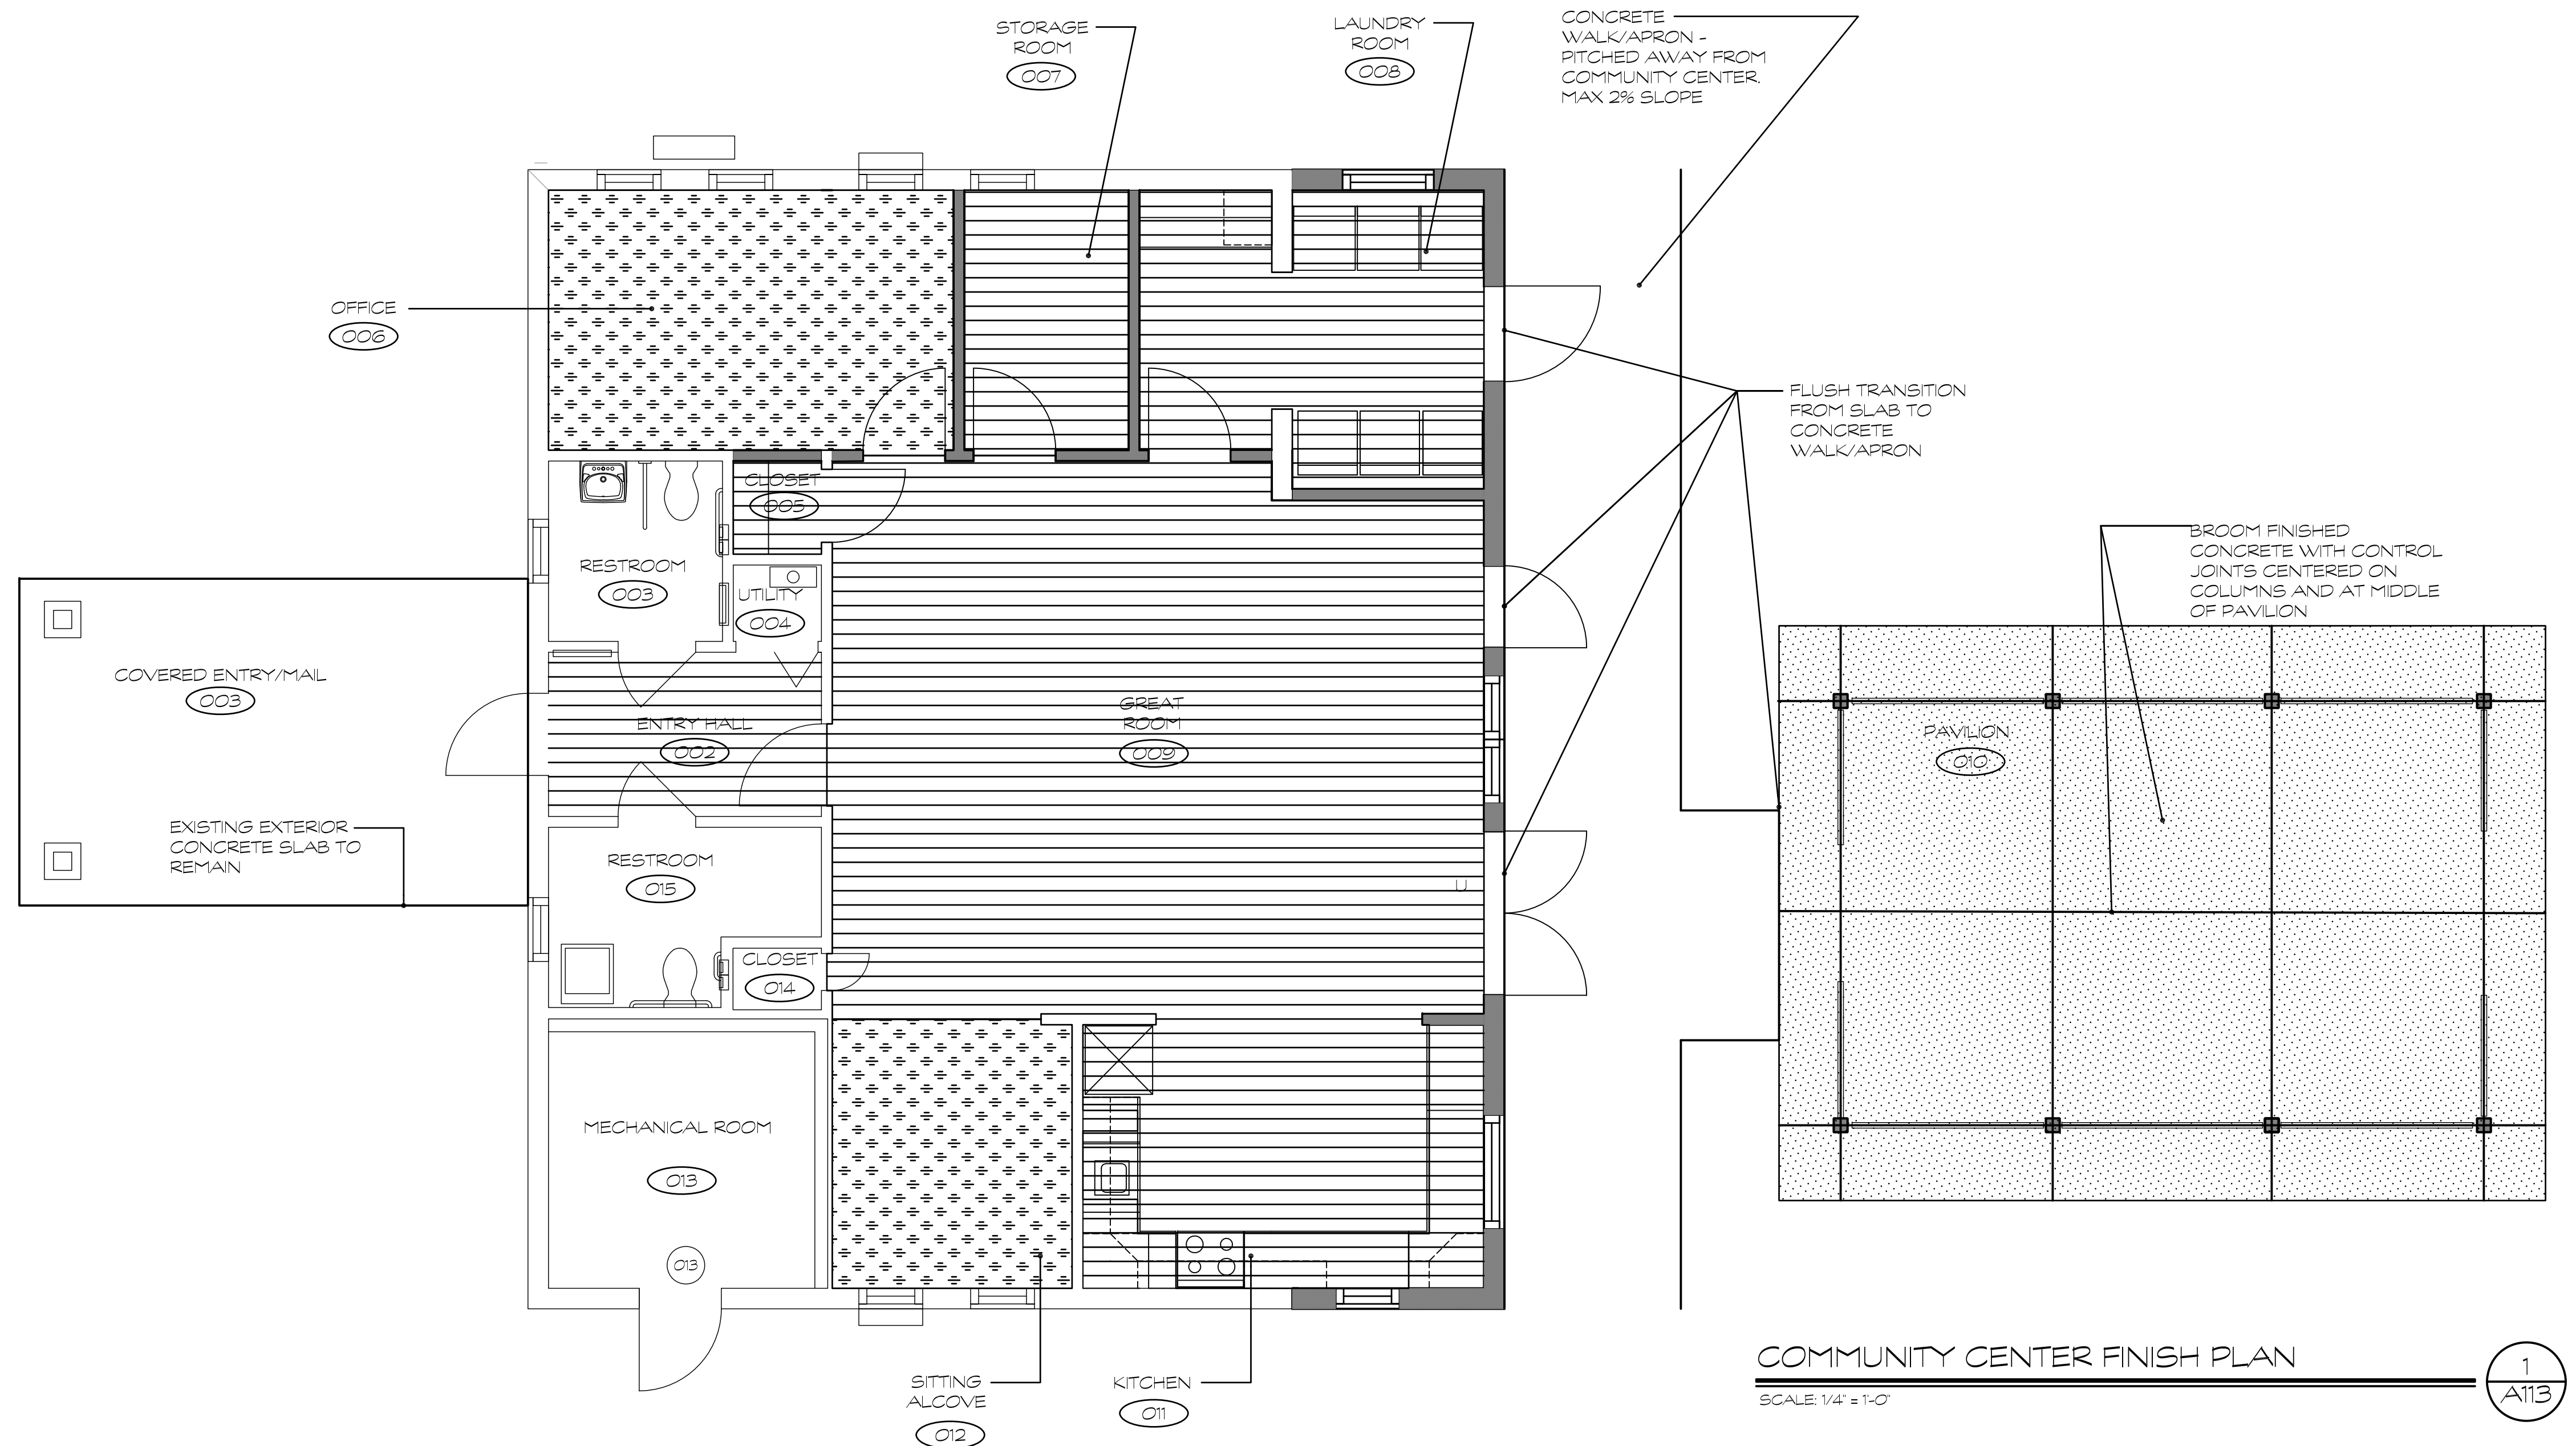 STORAGE
ROOM
007
LAUNDRY
ROOM
008
CONCRETE
WALK/APRON -
PITCHED AWAY FROM
COMMUNITY CENTER.
MAX 2% SLOPE
OFFICE
006
FLUSH TRANSITION
FROM SLAB TO
CONCRETE
WALK/APRON
CLOSET
005
BROOM FINISHED
CONCRETE WITH CONTROL
JOINTS CENTERED ON
COLUMNS AND AT MIDDLE
OF PAVILION
RESTROOM
003
UTILITY
004
COVERED ENTRY/MAIL
003
ENTRY HALL
002
GREAT
ROOM
009
PAVILION
010
EXISTING EXTERIOR
CONCRETE SLAB TO
REMAIN
RESTROOM
015
U
CLOSET
014
MECHANICAL ROOM
013
013
SITTING
ALCOVE
012
KITCHEN
011
COMMUNITY CENTER FINISH PLAN
SCALE: 1/4" = 1'-0"
1
A113